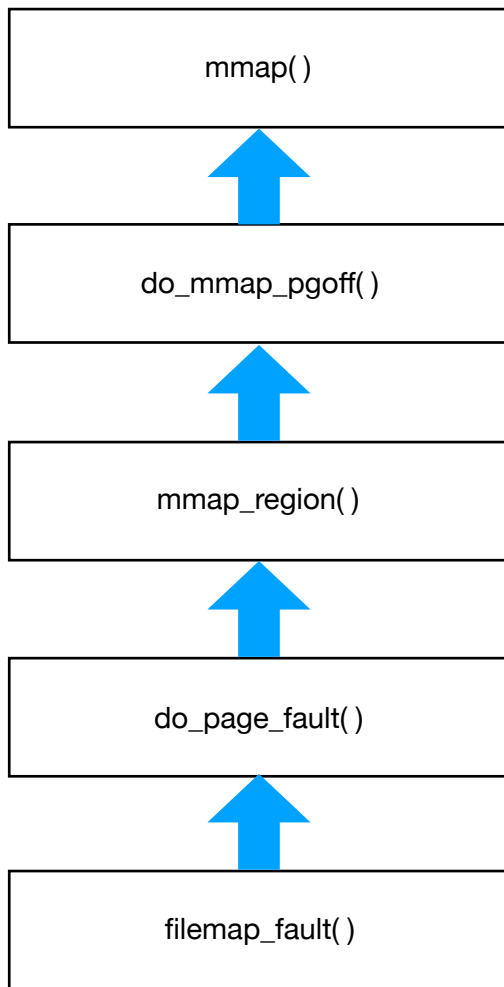 mmap( )
do_mmap_pgoff( )
mmap_region( )
do_page_fault( )
filemap_fault( )